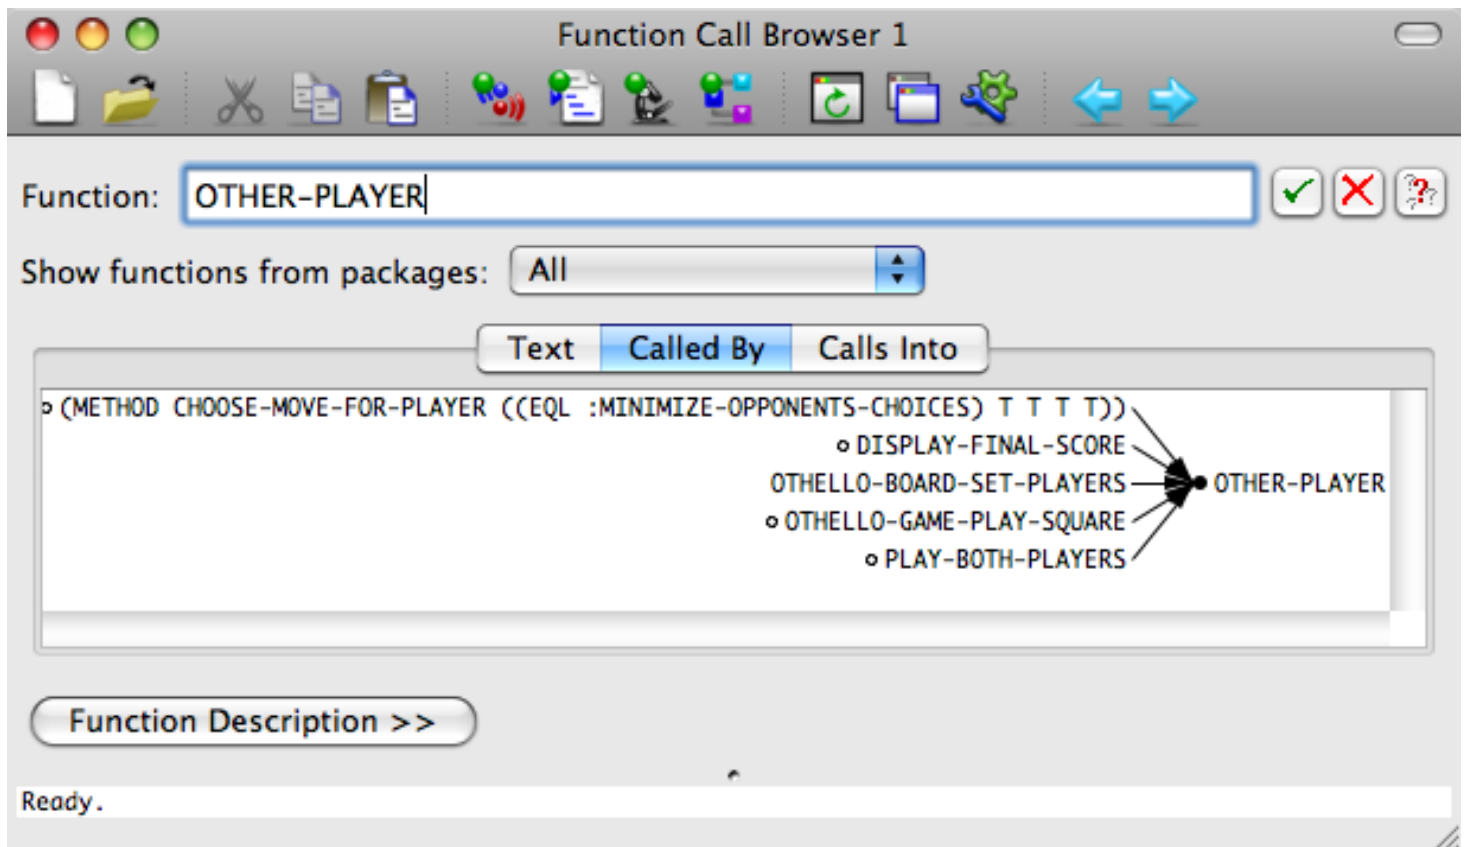 Function Call Browser 1
Function: OTHER-PLAYER
Show functions from packages: All
Text Called By Calls Into
(METHOD CHOOSE-MOVE-FOR-PLAYER ((EQL :MINIMIZE-OPPONENTS-CHOICES) T T T T))
DISPLAY-FINAL-SCORE
OTHELLO-BOARD-SET-PLAYERS OTHER-PLAYER
OTHELLO-GAME-PLAY-SQUARE
PLAY-BOTH-PLAYERS
Function Description >>
Ready.